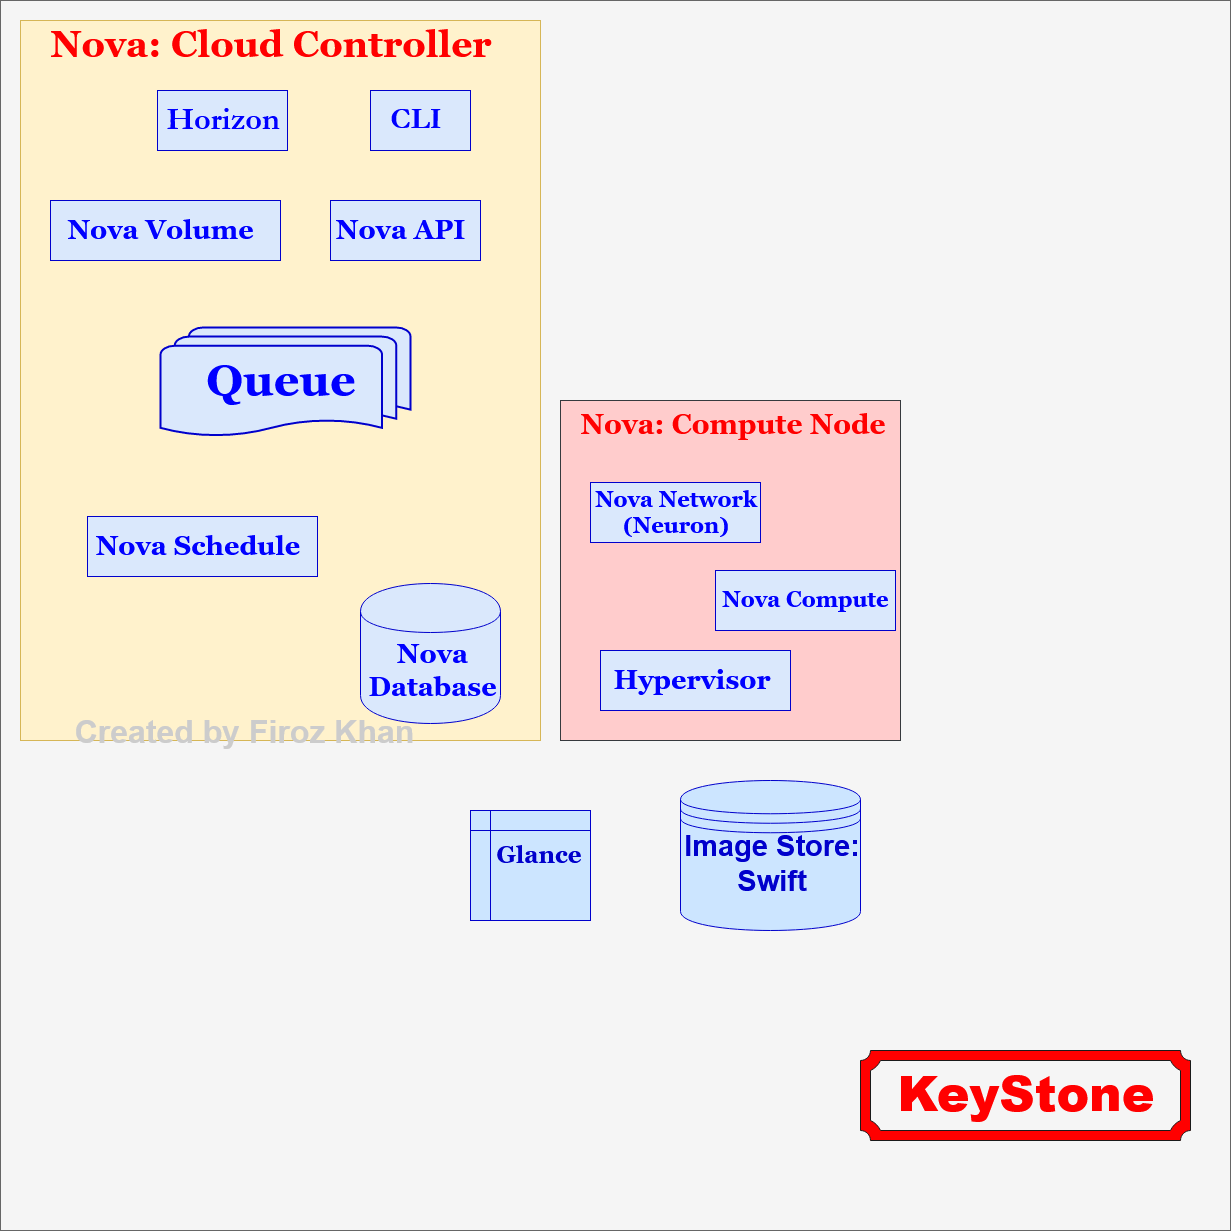 Nova: Cloud Controller
Horizon
CLI
Nova Volume
Nova API
Queue
Nova Schedule
Nova
Database
Created by Firoz Khan
Nova: Compute Node
Nova Network
(Neuron)
Nova Compute
Hypervisor
Glance
Image Store:
Swift
KeyStone